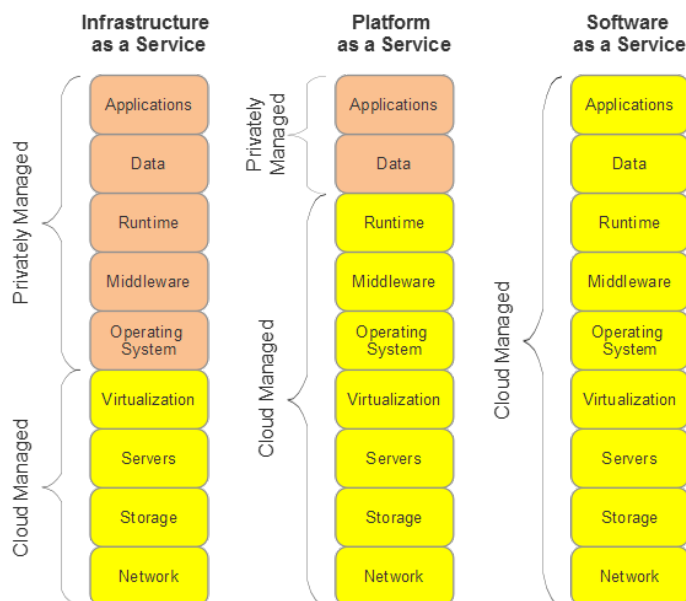 Infrastructure
as a Service
Privately Managed
Applications
Data
Runtime
Middleware
Operating
System
Cloud Managed
Virtualization
Servers
Storage
Network
Platform
as a Service
Privately
Managed
Applications
Data
Cloud Managed
Runtime
Middleware
Operating
System
Virtualization
Servers
Storage
Network
Software
as a Service
Cloud Managed
Applications
Data
Runtime
Middleware
Operating
System
Virtualization
Servers
Storage
Network